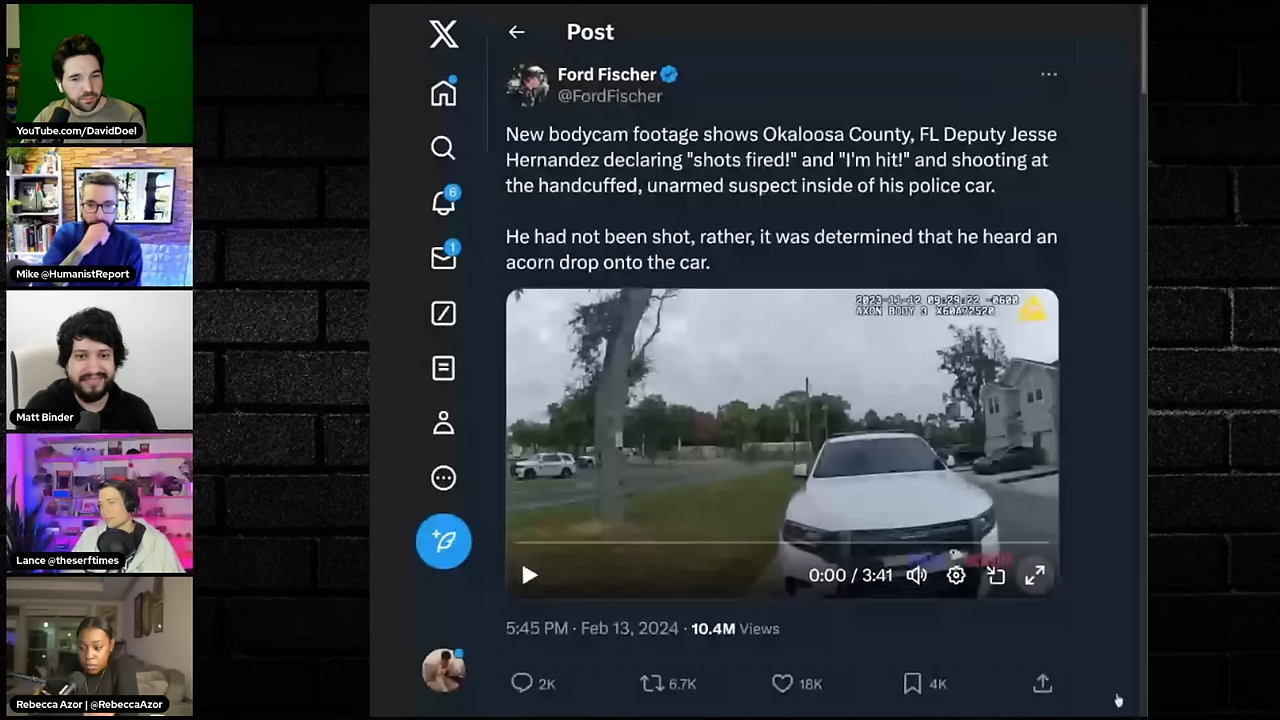 YouTube.com/DavidDoel
Mike @HumanistReport
Matt Binder
Lance @theserftimes
Rebecca Azor | @RebeccaAzor
Post
Ford Fischer
@FordFischer
6
1
New bodycam footage shows Okaloosa County, FL Deputy Jesse
Hernandez declaring "shots fired!" and "I'm hit!" and shooting at
the handcuffed, unarmed suspect inside of his police car.
He had not been shot, rather, it was determined that he heard an
acorn drop onto the car.
2023-11-12 09:29:22 -0600
AXON BODY 3 X60A77520
0:00 / 3:41
5:45 PM · Feb 13, 2024 · 10.4M Views
2K
6.7K
18K
4K